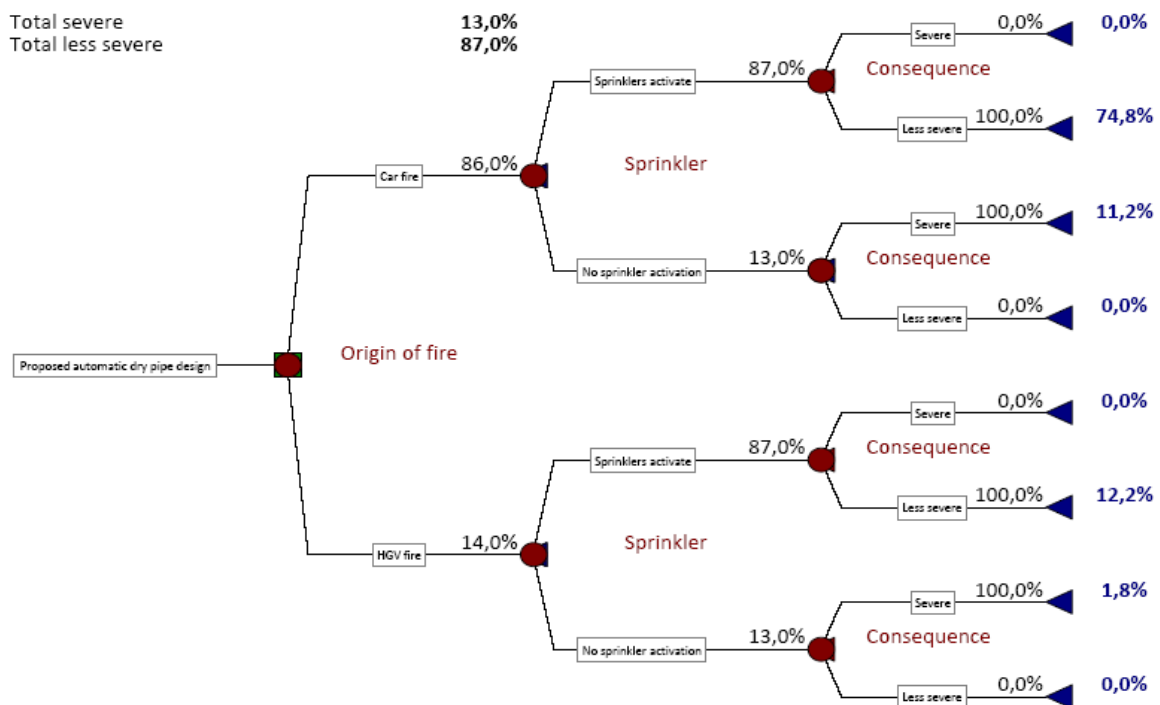 Total severe 13,0%
Total less severe 87,0%
Severe 0,0% 0,0%
Sprinklers activate 87,0% Consequence
Less severe 100,0% 74,8%
Car fire 86,0% Sprinkler
Severe 100,0% 11,2%
No sprinkler activation 13,0% Consequence
Less severe 0,0% 0,0%
Proposed automatic dry pipe design Origin of fire
Severe 0,0% 0,0%
Sprinklers activate 87,0% Consequence
Less severe 100,0% 12,2%
HGV fire 14,0% Sprinkler
Severe 100,0% 1,8%
No sprinkler activation 13,0% Consequence
Less severe 0,0% 0,0%